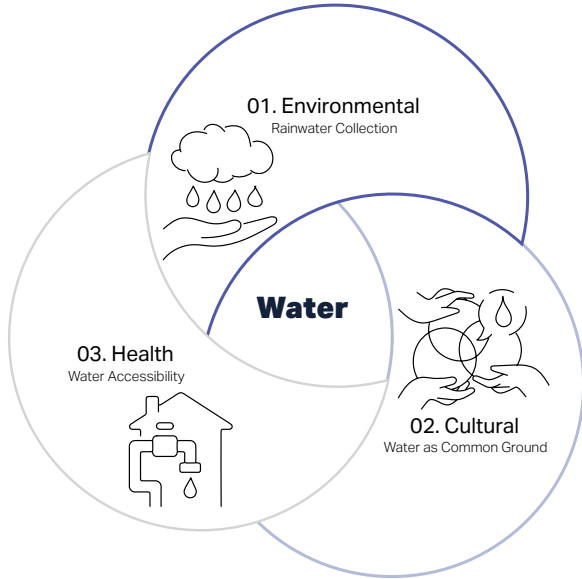 01. Environmental
Rainwater Collection
Water
03. Health
Water Accessibility
02. Cultural
Water as Common Ground